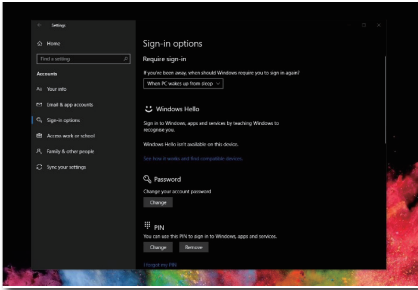 Settings
Home
Find a setting
Accounts
Your info
Email & app accounts
Sign-in options
Access work or school
Family & other people
Sync your settings
Sign-in options
Require sign-in
If you've been away, when should Windows require you to sign in again?
When PC wakes up from sleep
Windows Hello
Sign in to Windows, apps and services by teaching Windows to
recognise you.
Windows Hello isn't available on this device.
See how it works and find compatible devices.
Password
Change your account password
Change
PIN
You can use this PIN to sign in to Windows, apps and services.
Change Remove
I forgot my PIN